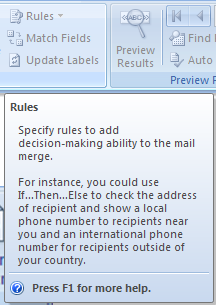 Rules
Match Fields
Update Labels
ABC
Preview
Results
Find
Auto
Preview
Rules
Specify rules to add
decision-making ability to the mail
merge.
For instance, you could use
If...Then...Else to check the address
of recipient and show a local
phone number to recipients near
you and an international phone
number for recipients outside of
your country.
Press F1 for more help.